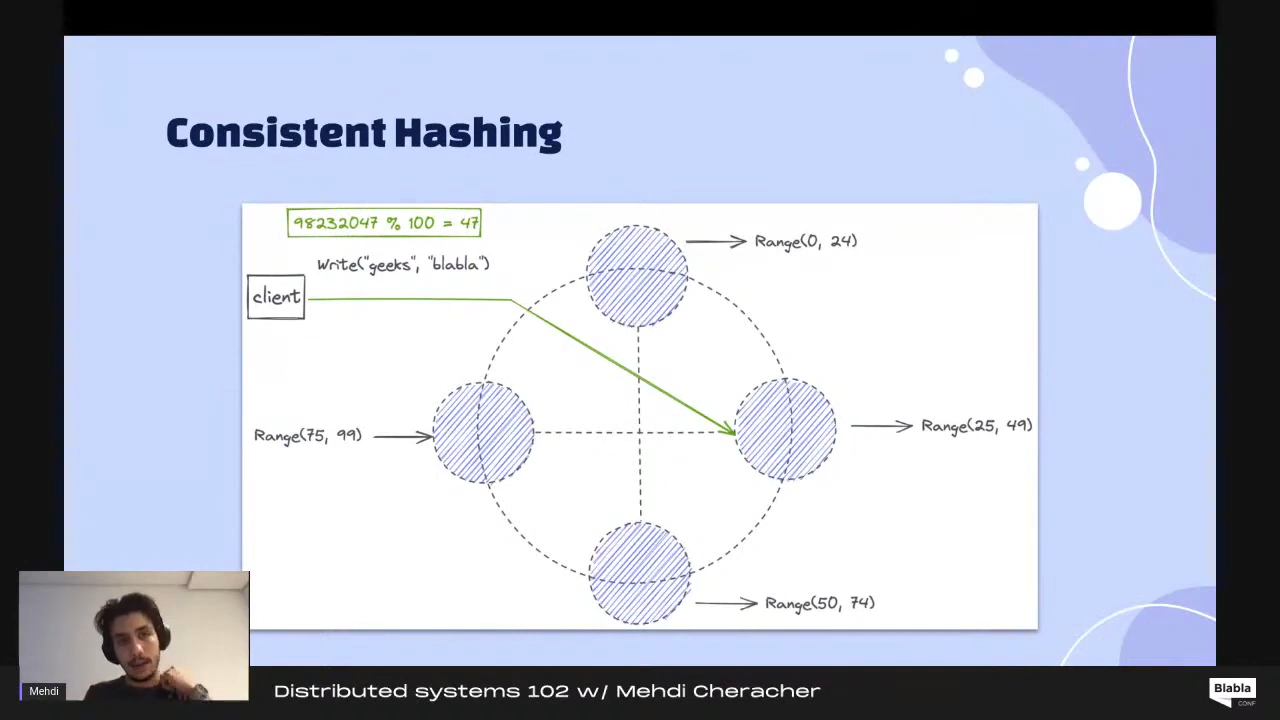 Consistent Hashing
98232047 % 100 = 47
Write("geeks", "blabla")
client
Range(0, 24)
Range(75, 99)
Range(25, 49)
Range(50, 74)
Mehdi
Distributed systems 102 w/ Mehdi Cheracher
Blabla
CONF